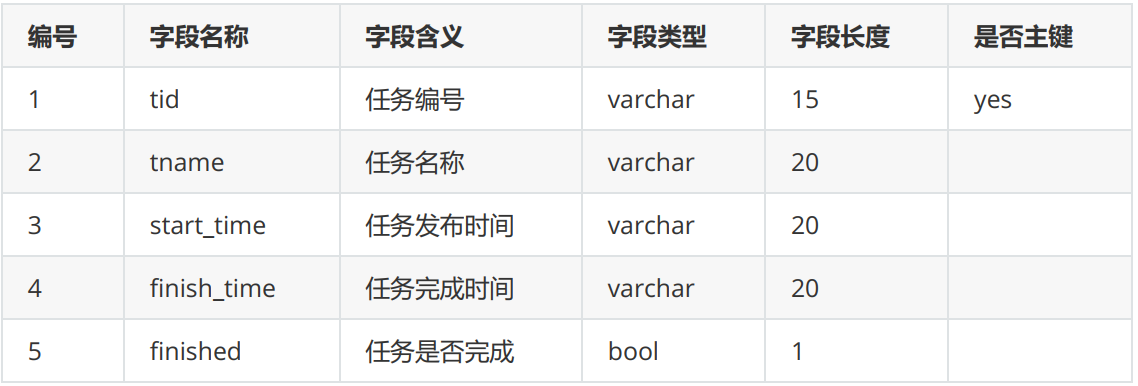 编号 字段名称 字段含义 字段类型 字段长度 是否主键
1 tid 任务编号 varchar 15 yes
2 tname 任务名称 varchar 20
3 start_time 任务发布时间 varchar 20
4 finish_time 任务完成时间 varchar 20
5 finished 任务是否完成 bool 1